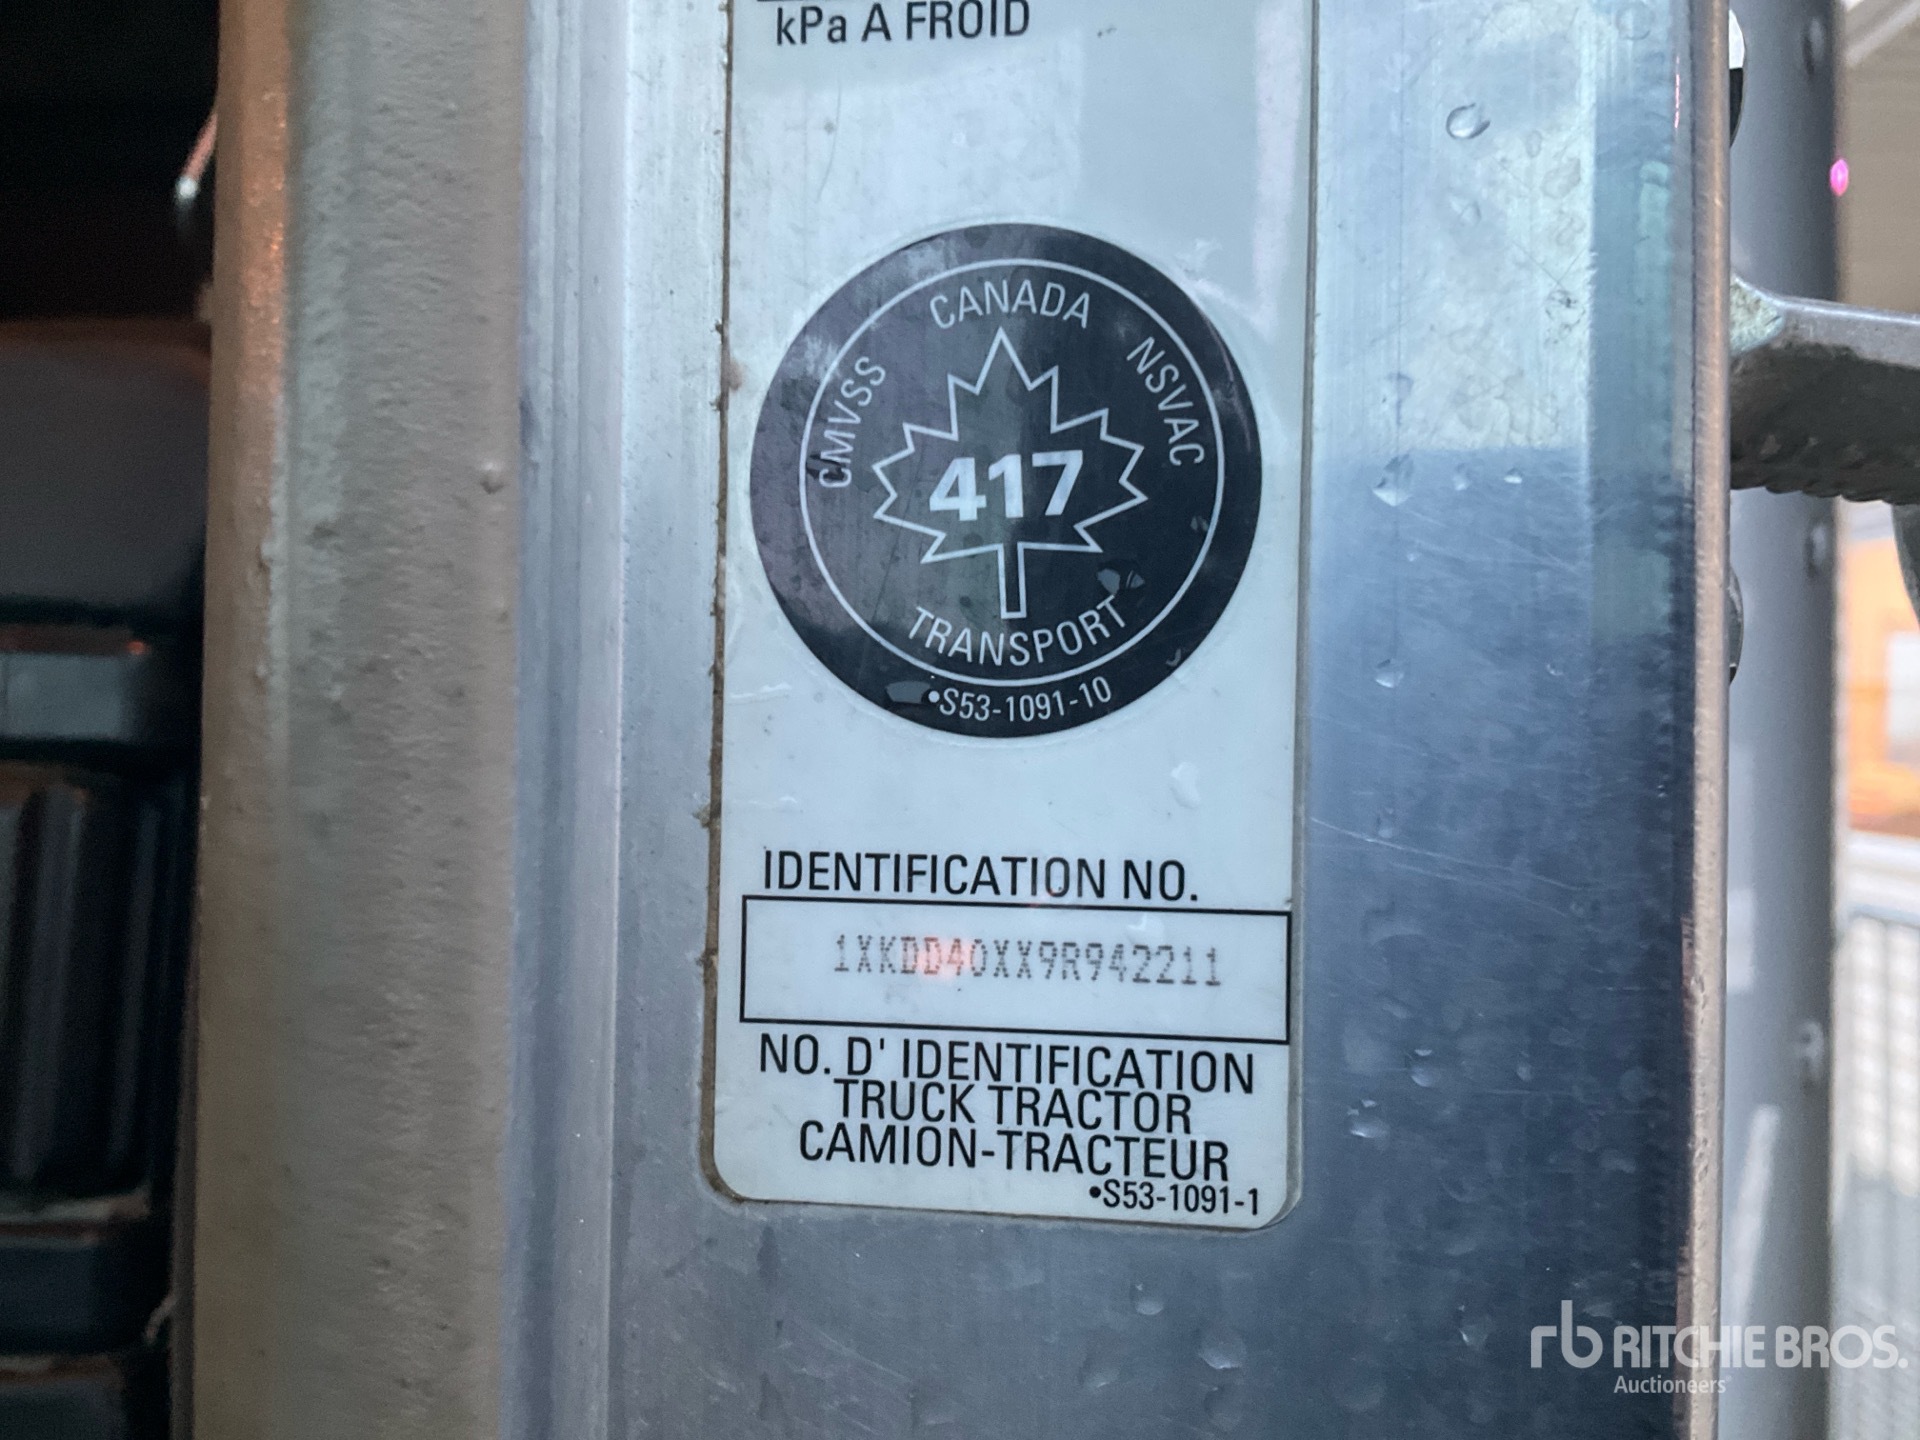 kPa A FROID
CANADA
CMVSS
NSVAC
417
TRANSPORT
•S53-1091-10
IDENTIFICATION NO.
1XKDD40XX9R942211
NO. D' IDENTIFICATION
TRUCK TRACTOR
CAMION-TRACTEUR
•S53-1091-1
rb RITCHIE BROS.
Auctioneers